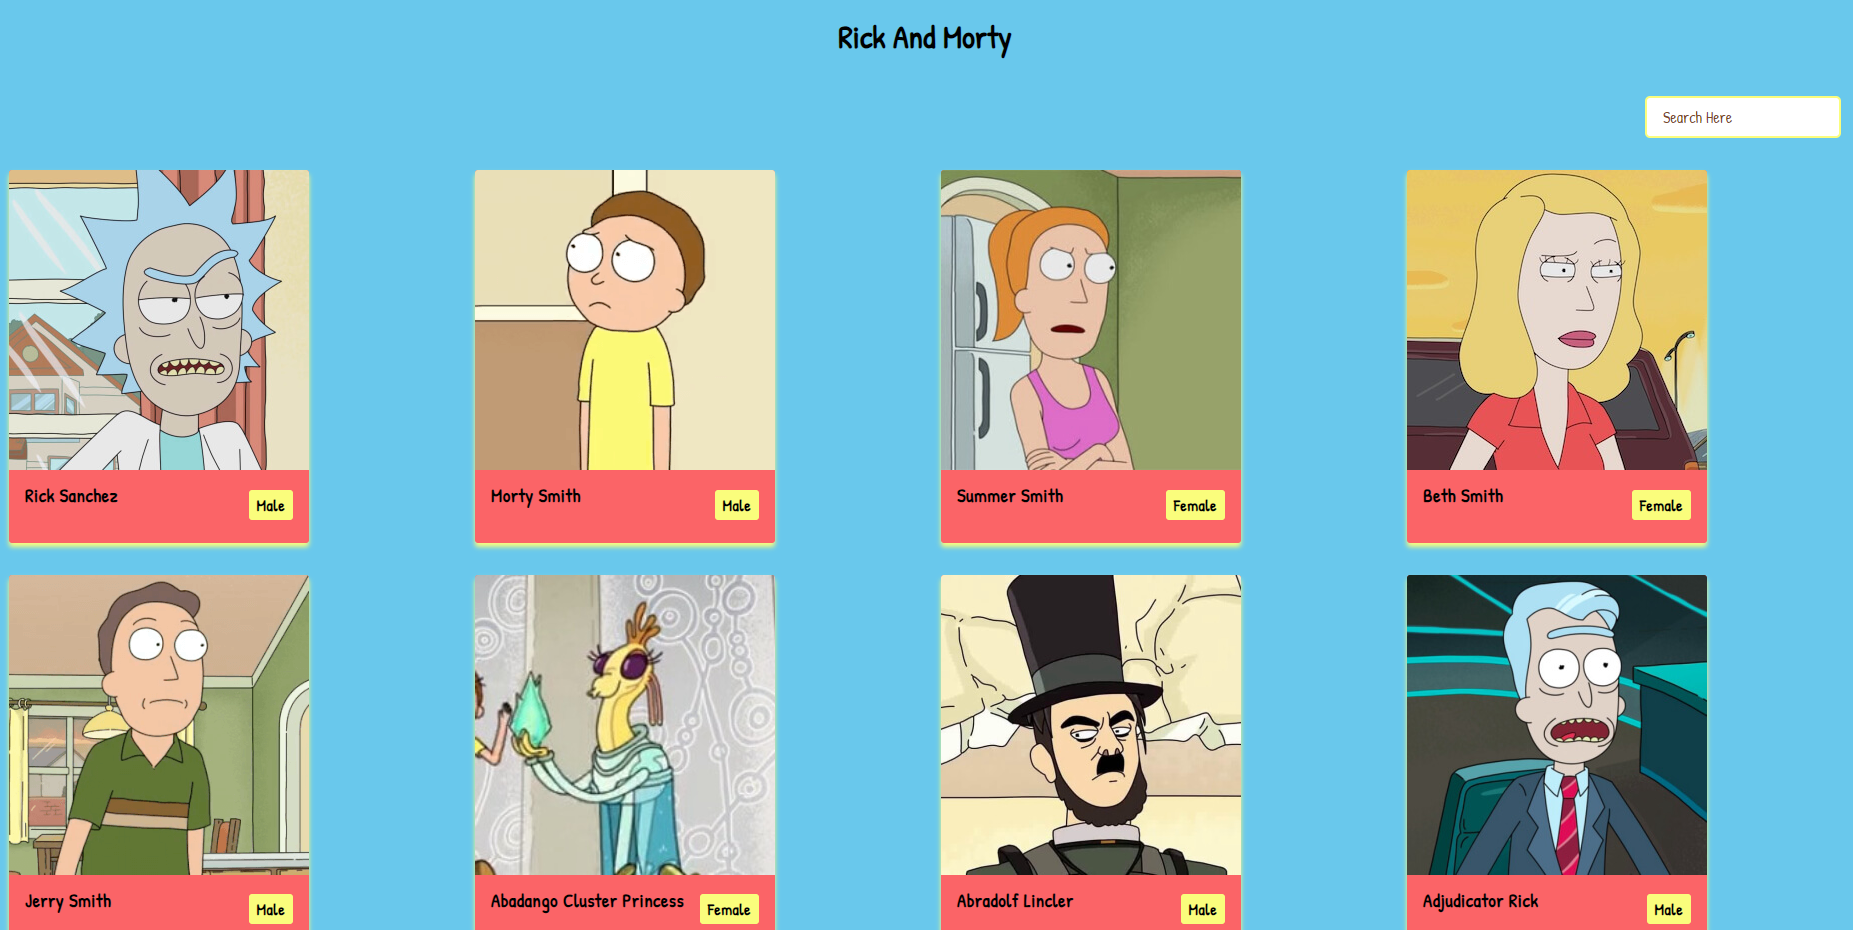 Rick And Morty
Search Here
Rick Sanchez
Male
Morty Smith
Male
Summer Smith
Female
Beth Smith
Female
Jerry Smith
Male
Abadango Cluster Princess
Female
Abradolf Lincler
Male
Adjudicator Rick
Male